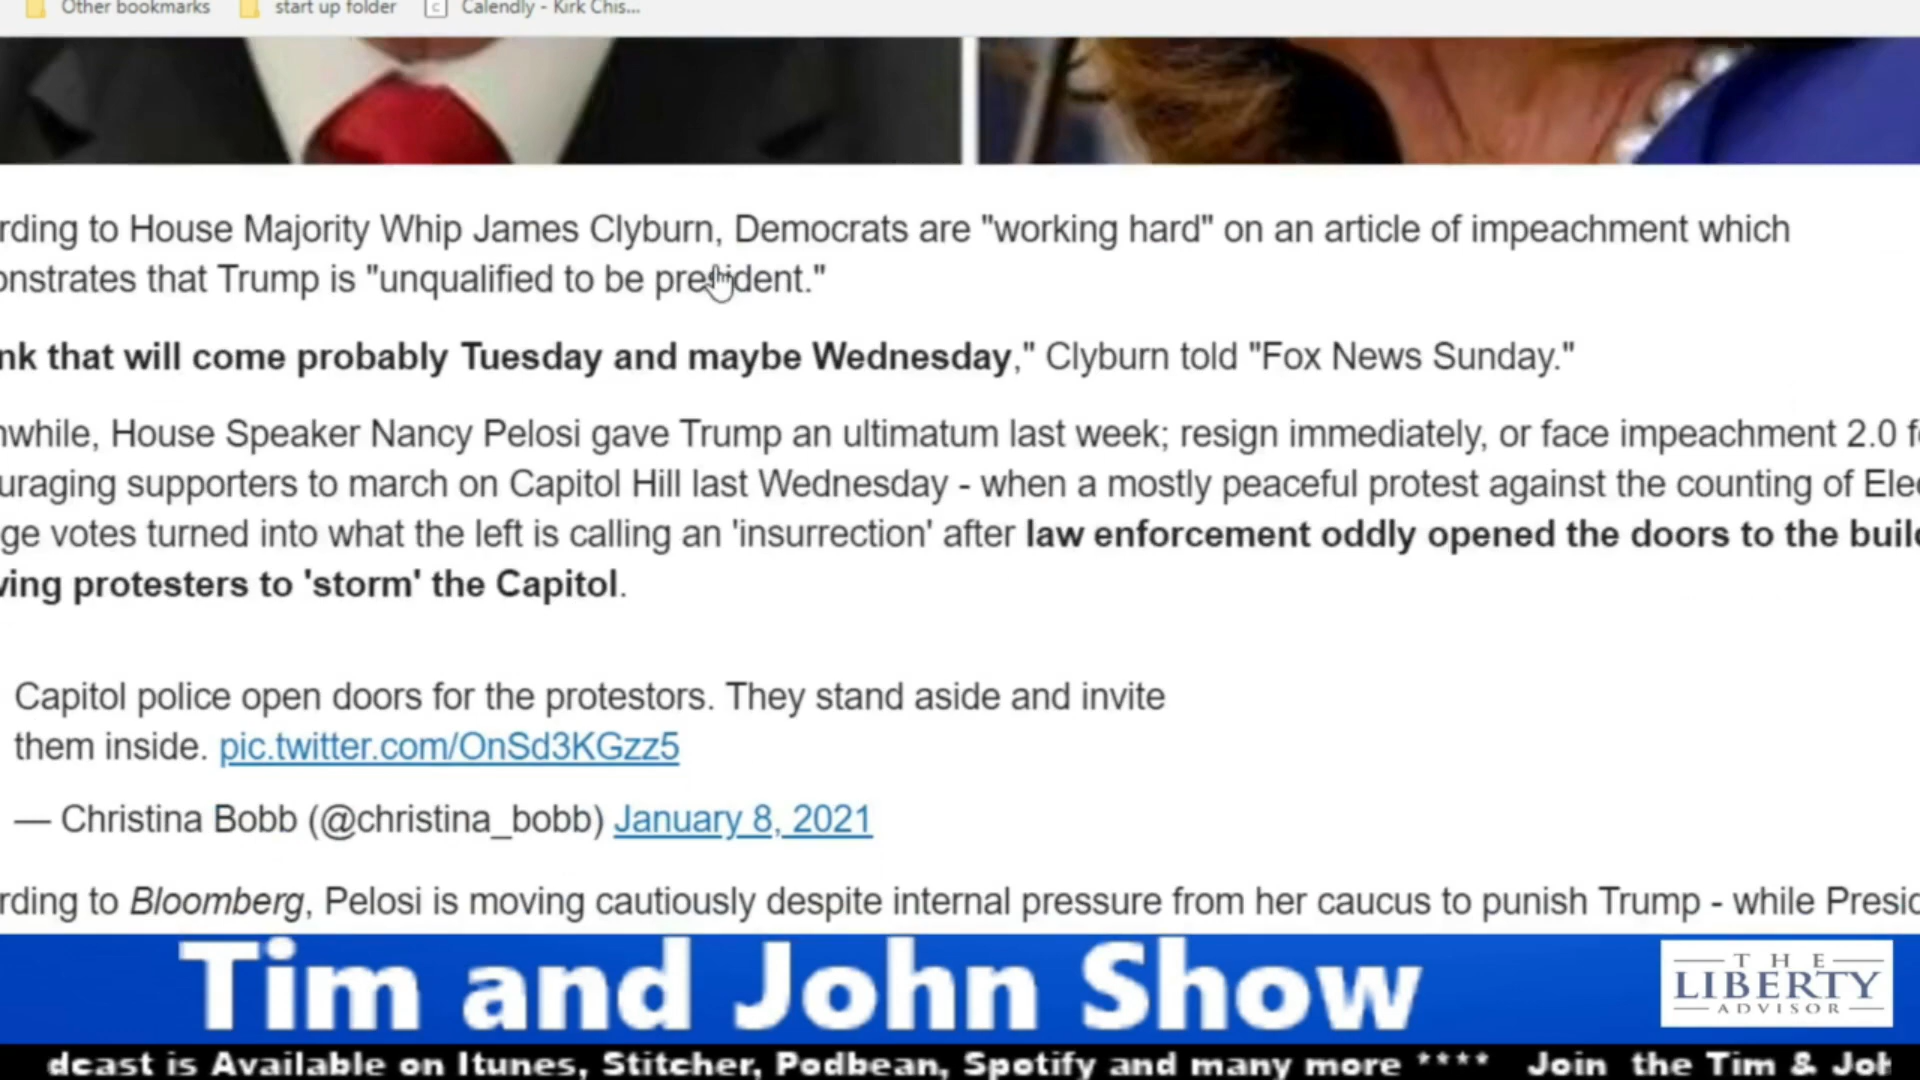 Other bookmarks start up folder c Calendly - Kirk Chis...
rding to House Majority Whip James Clyburn, Democrats are "working hard" on an article of impeachment which
onstrates that Trump is "unqualified to be president."
nk that will come probably Tuesday and maybe Wednesday," Clyburn told "Fox News Sunday."
nwhile, House Speaker Nancy Pelosi gave Trump an ultimatum last week; resign immediately, or face impeachment 2.0 f
uraging supporters to march on Capitol Hill last Wednesday - when a mostly peaceful protest against the counting of Elec
ge votes turned into what the left is calling an 'insurrection' after law enforcement oddly opened the doors to the build
ving protesters to 'storm' the Capitol.
Capitol police open doors for the protestors. They stand aside and invite
them inside. pic.twitter.com/OnSd3KGzz5
— Christina Bobb (@christina_bobb) January 8, 2021
rding to Bloomberg, Pelosi is moving cautiously despite internal pressure from her caucus to punish Trump - while Presid
Tim and John Show
THE
LIBERTY
ADVISOR
dcast is Available on Itunes, Stitcher, Podbean, Spotify and many more **** Join the Tim & Joh